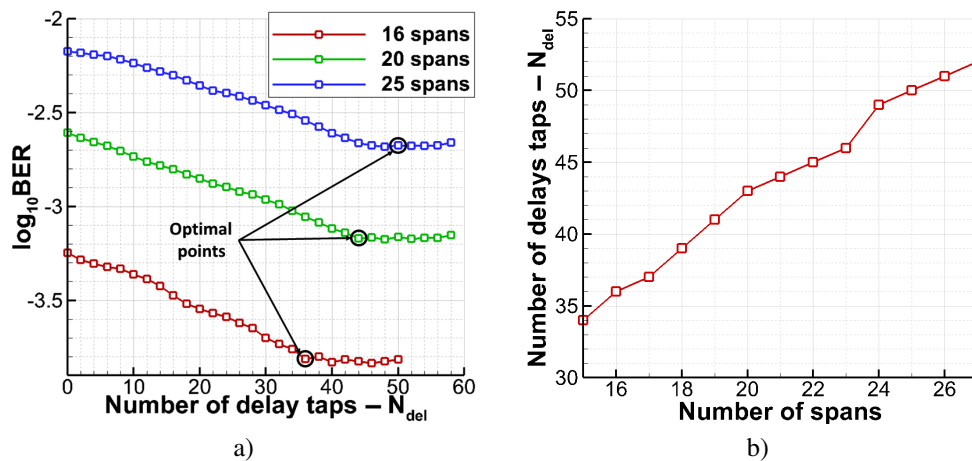 -2
-2.5
-3
-3.5
log₁₀BER
16 spans
20 spans
25 spans
Optimal
points
0
10
20
30
40
50
60
Number of delay taps – N_del
a)
55
50
45
40
35
30
Number of delays taps – N_del
16
18
20
22
24
26
Number of spans
b)